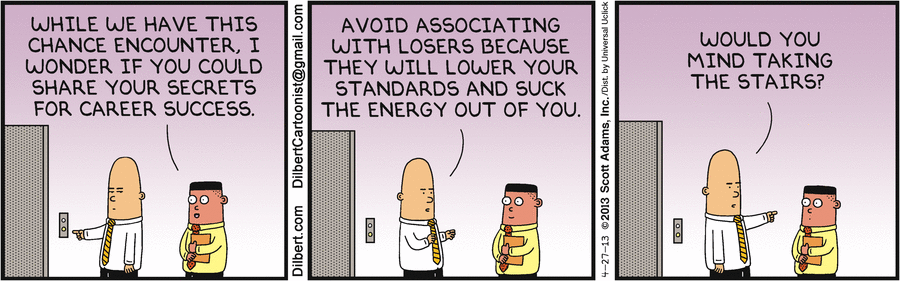 WHILE WE HAVE THIS
CHANCE ENCOUNTER, I
WONDER IF YOU COULD
SHARE YOUR SECRETS
FOR CAREER SUCCESS.
Dilbert.com DilbertCartoonist@gmail.com
AVOID ASSOCIATING
WITH LOSERS BECAUSE
THEY WILL LOWER YOUR
STANDARDS AND SUCK
THE ENERGY OUT OF YOU.
4-27-13 © 2013 Scott Adams, Inc./Dist. by Universal Uclick
WOULD YOU
MIND TAKING
THE STAIRS?